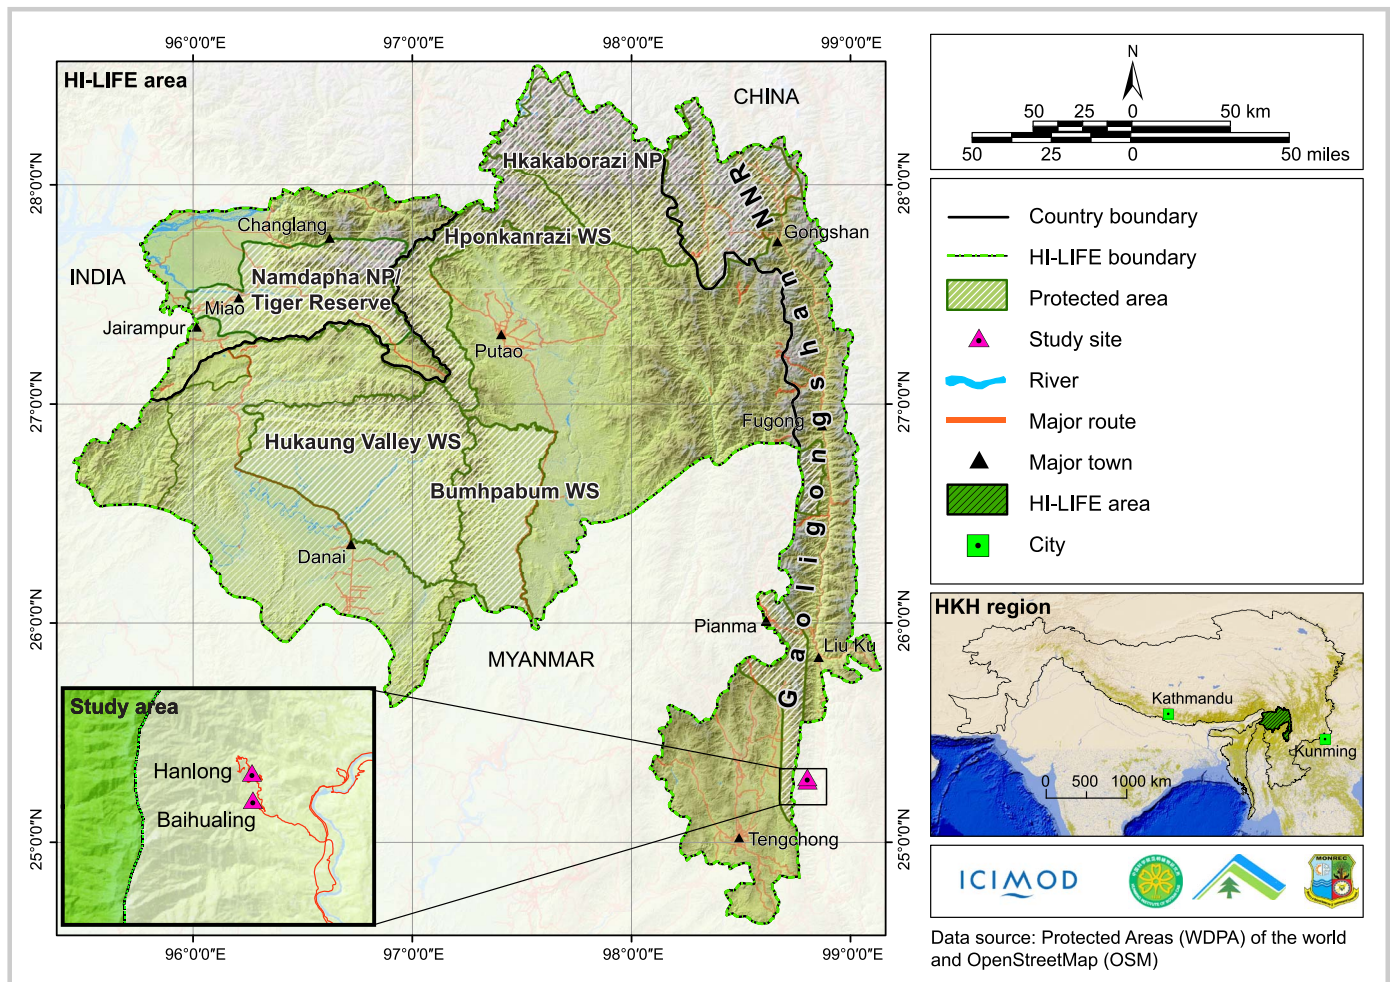 96°0'0"E
97°0'0"E
98°0'0"E
99°0'0"E
HI-LIFE area
CHINA
Hkakaborazi NP
NNR
28°0'0"N
28°0'0"N
Changlang
Hponkanrazi WS
Gongshan
INDIA
Namdapha NP/
Tiger Reserve
Miao
Jairampur
Putao
27°0'0"N
27°0'0"N
Fugong
Gaoligongshan
Hukaung Valley WS
Bumhpabum WS
Danai
26°0'0"N
26°0'0"N
Pianma
Liu Ku
MYANMAR
Study area
Hanlong
Baihualing
25°0'0"N
25°0'0"N
Tengchong
96°0'0"E
97°0'0"E
98°0'0"E
99°0'0"E
N
50 25 0 50 km
50 25 0 50 miles
Country boundary
HI-LIFE boundary
Protected area
Study site
River
Major route
Major town
HI-LIFE area
City
HKH region
Kathmandu
Kunming
0 500 1000 km
ICIMOD
MONREC
Data source: Protected Areas (WDPA) of the world
and OpenStreetMap (OSM)